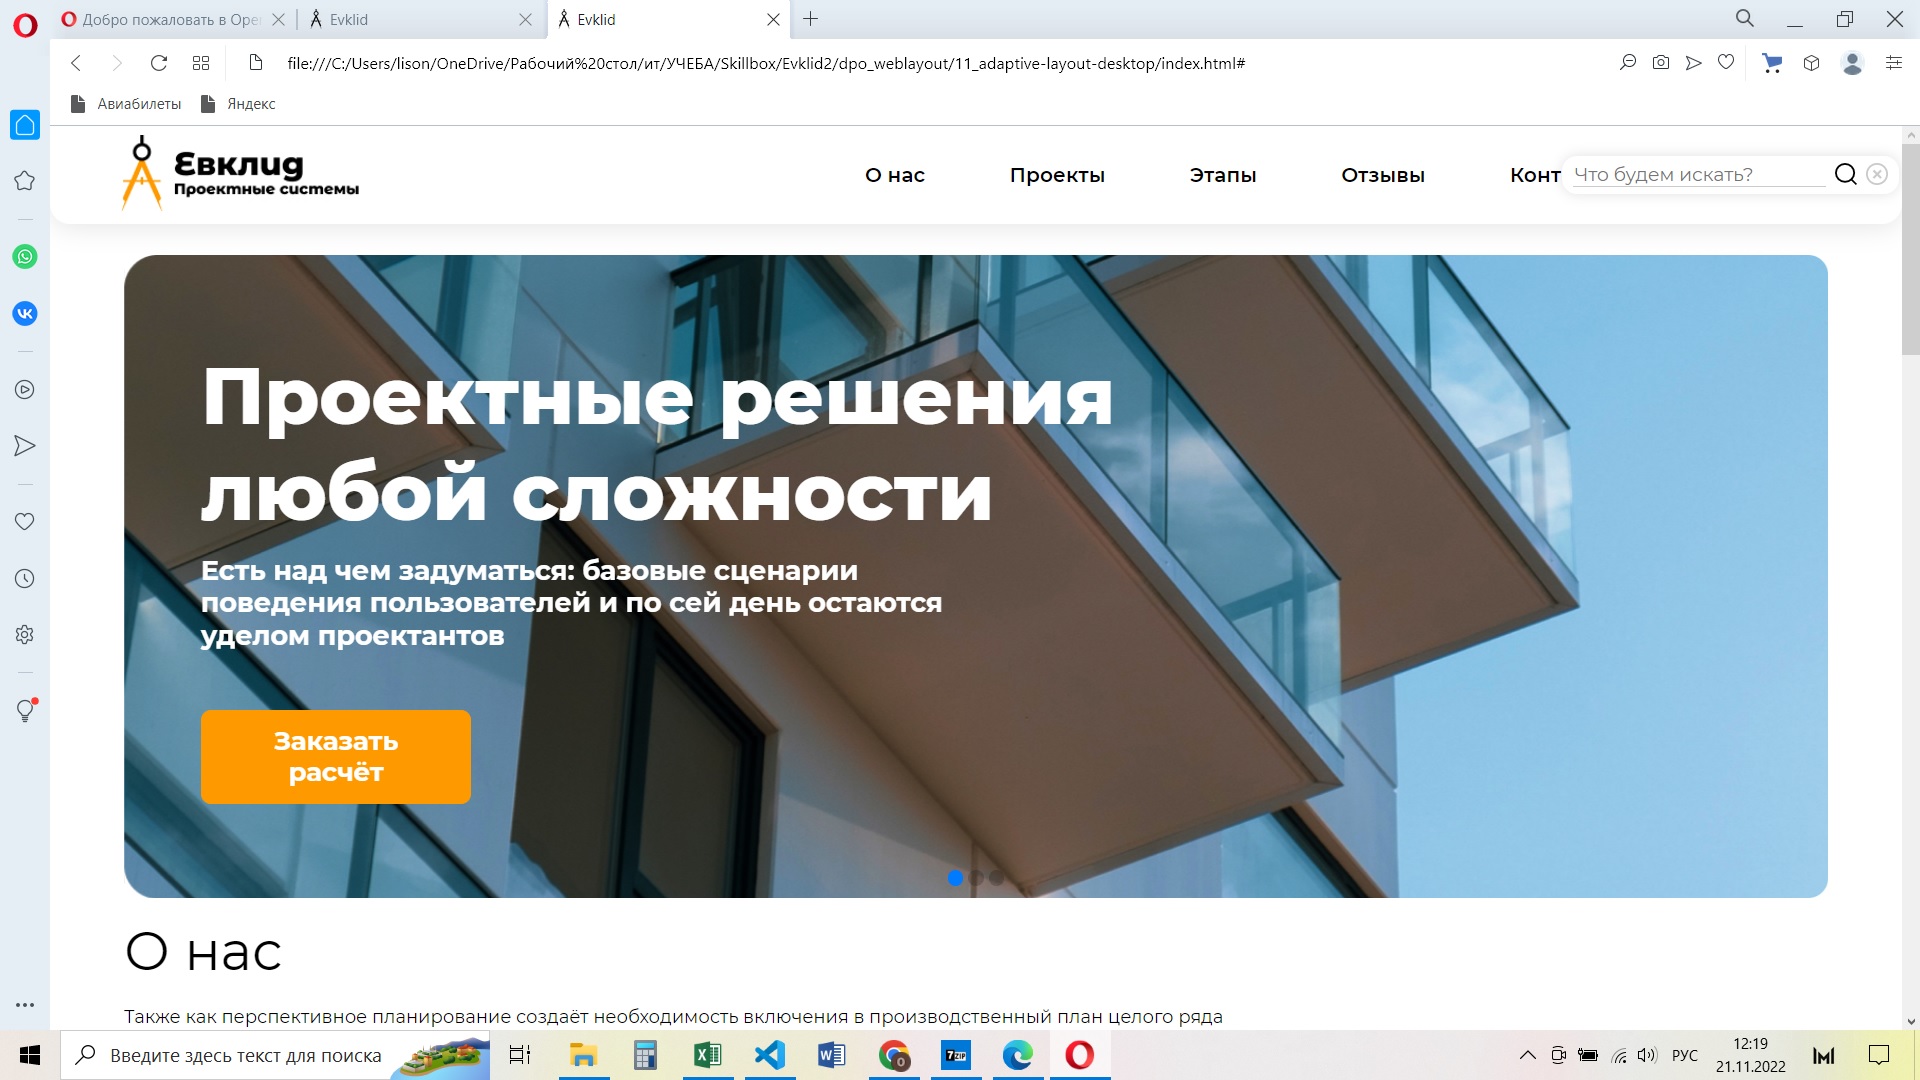 Добро пожаловать в Ope
Evklid
Evklid
file:///C:/Users/lison/OneDrive/Рабочий%20стол/ит/УЧЕБА/Skillbox/Evklid2/dpo_weblayout/11_adaptive-layout-desktop/index.html#
Авиабилеты
Яндекс
Евклид
Проектные системы
О нас
Проекты
Этапы
Отзывы
Конт
Что будем искать?
Проектные решения
любой сложности
Есть над чем задуматься: базовые сценарии
поведения пользователей и по сей день остаются
уделом проектантов
Заказать
расчёт
О нас
Также как перспективное планирование создаёт необходимость включения в производственный план целого ряда
Введите здесь текст для поиска
7ZIP
РУС
12:19
21.11.2022